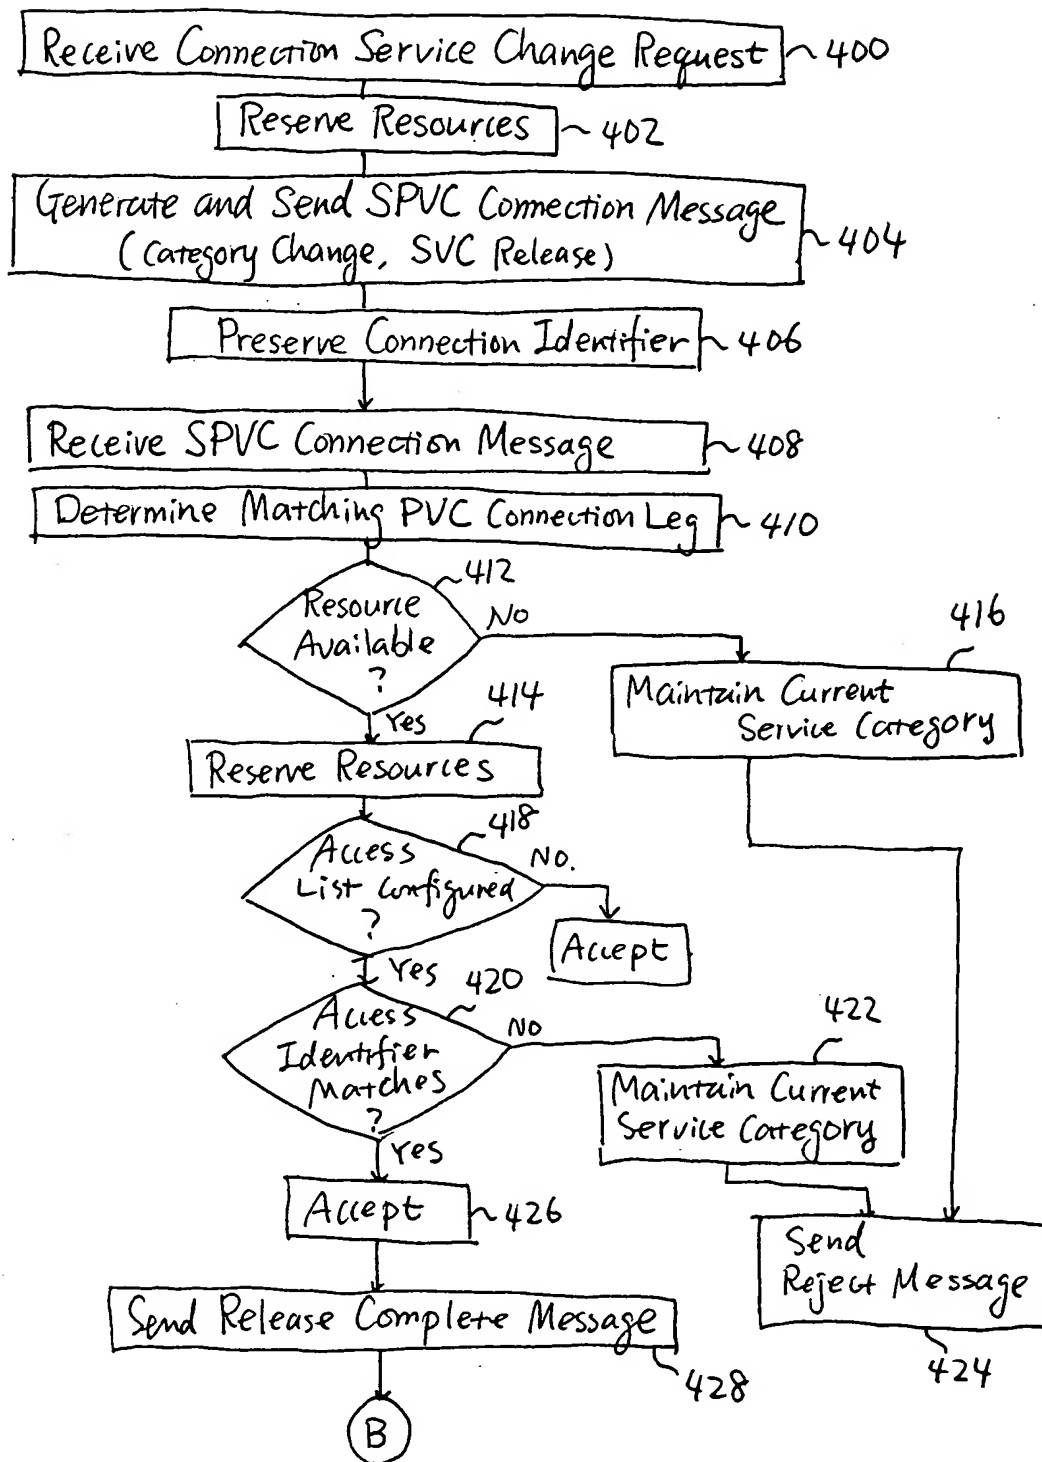 Receive Connection Service Change Request 400
Reserve Resources 402
Generate and Send SPVC Connection Message
(Category Change, SVC Release) 404
Preserve Connection Identifier 406
Receive SPVC Connection Message 408
Determine Matching PVC Connection Leg 410
412
Resource
Available
?
No
Yes
416
Maintain Current
Service Category
414
Reserve Resources
418
Access
List Configured
?
No.
Yes
Accept
420
Access
Identifier
Matches
?
No
Yes
422
Maintain Current
Service Category
Accept 426
Send
Reject Message
424
Send Release Complete Message
428
B